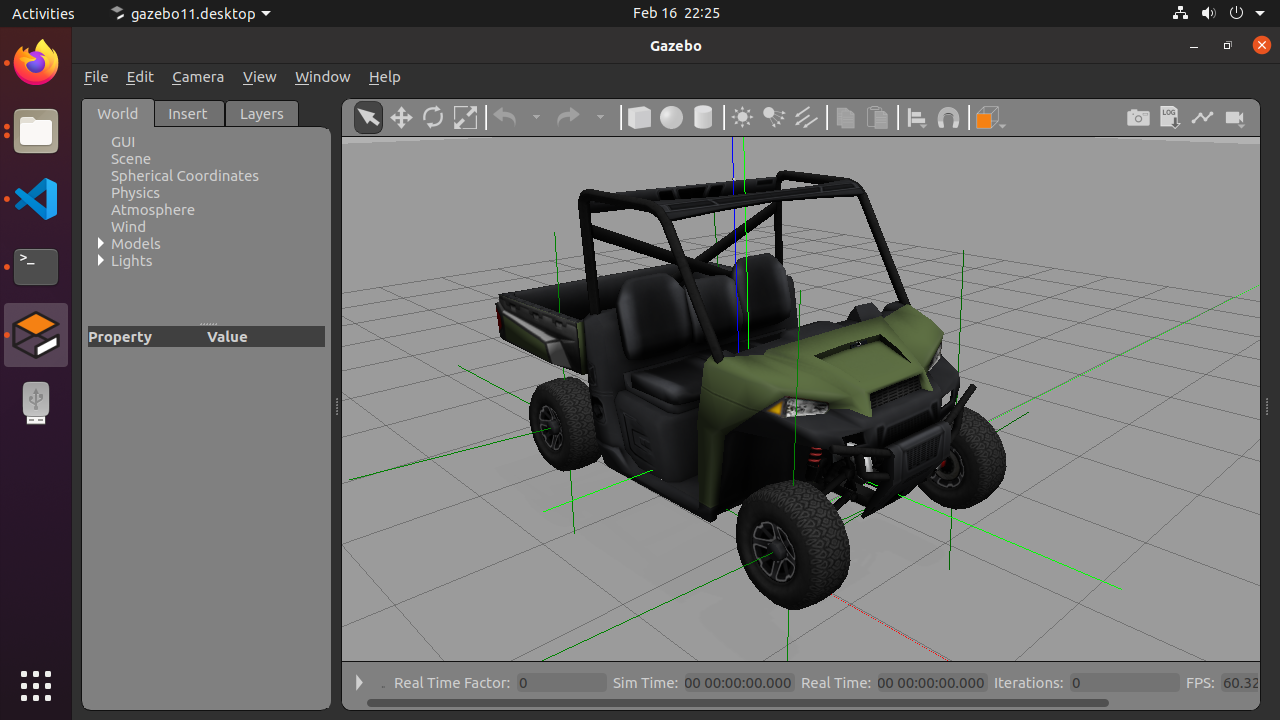 Activities gazebo11.desktop Feb 16 22:25
Gazebo
File Edit Camera View Window Help
World Insert Layers
LOG
GUI
Scene
Spherical Coordinates
Physics
Atmosphere
Wind
Models
Lights
Property Value
>_
Real Time Factor: 0 Sim Time: 00 00:00:00.000 Real Time: 00 00:00:00.000 Iterations: 0 FPS: 60.32